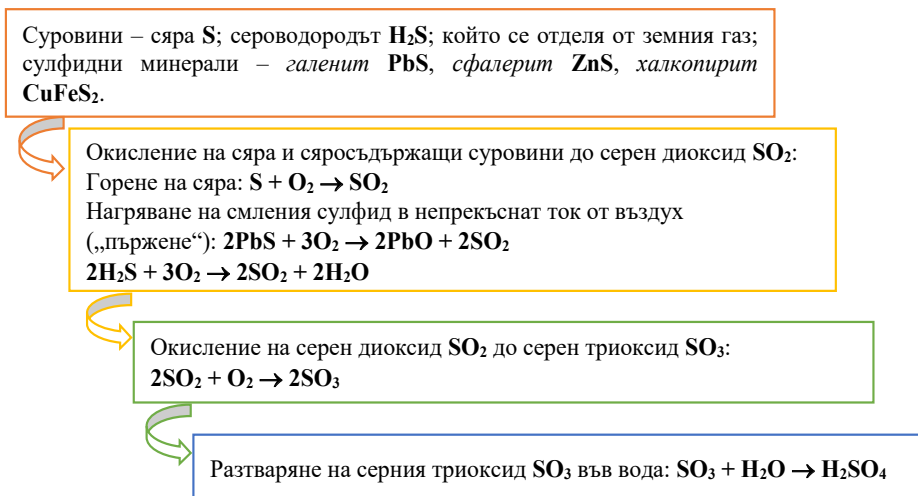 Суровини – сяра S; сероводородът H₂S; който се отделя от земния газ;
сулфидни минерали – галенит PbS, сфалерит ZnS, халкопирит
CuFeS₂.
Окисление на сяра и сяросъдържащи суровини до серен диоксид SO₂:
Горене на сяра: S + O₂ → SO₂
Нагряване на смления сулфид в непрекъснат ток от въздух
(„пържене“): 2PbS + 3O₂ → 2PbO + 2SO₂
2H₂S + 3O₂ → 2SO₂ + 2H₂O
Окисление на серен диоксид SO₂ до серен триоксид SO₃:
2SO₂ + O₂ → 2SO₃
Разтваряне на серния триоксид SO₃ във вода: SO₃ + H₂O → H₂SO₄